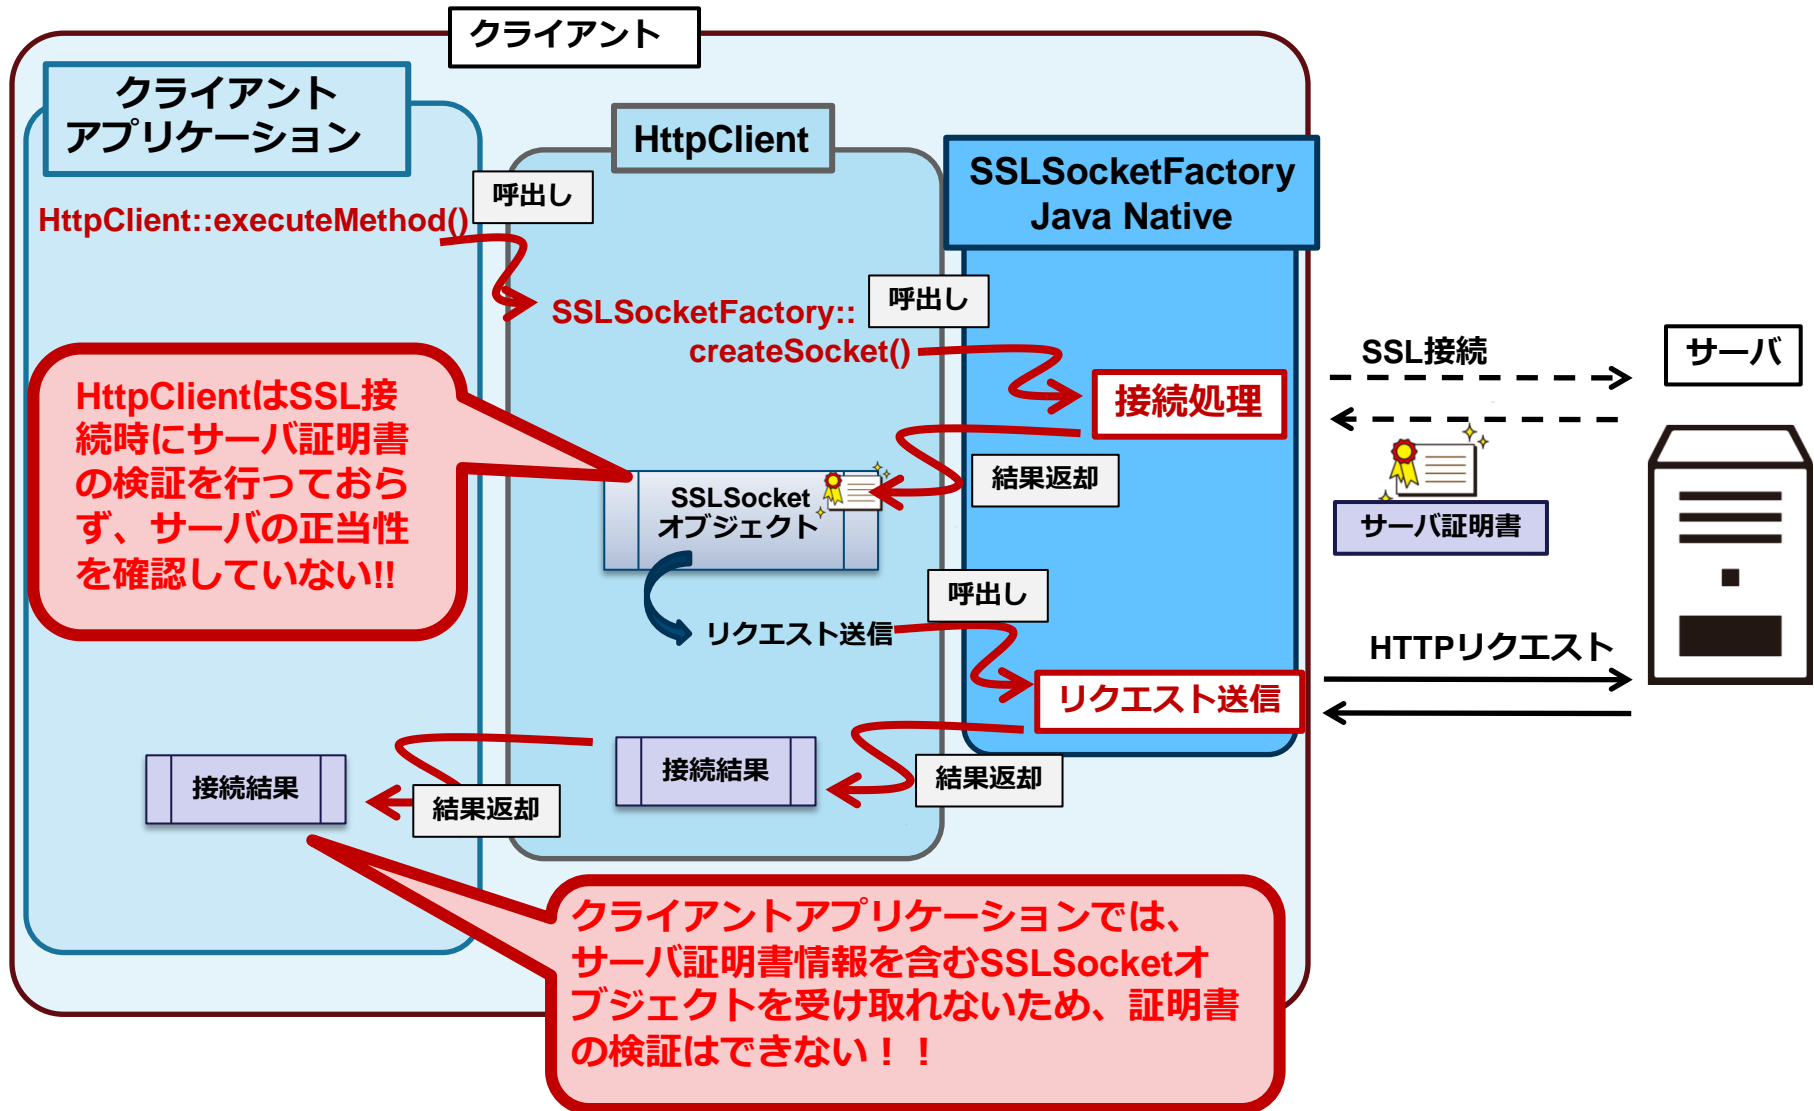 クライアント
クライアント
アプリケーション
HttpClient
SSLSocketFactory
Java Native
呼出し
HttpClient::executeMethod()
呼出し
SSLSocketFactory::
createSocket()
SSL接続
サーバ
接続処理
HttpClientはSSL接
続時にサーバ証明書
の検証を行っておら
ず、サーバの正当性
を確認していない!!
結果返却
SSLSocket
オブジェクト
サーバ証明書
呼出し
リクエスト送信
HTTPリクエスト
リクエスト送信
接続結果
結果返却
接続結果
結果返却
クライアントアプリケーションでは、
サーバ証明書情報を含むSSLSocketオ
ブジェクトを受け取れないため、証明書
の検証はできない！！